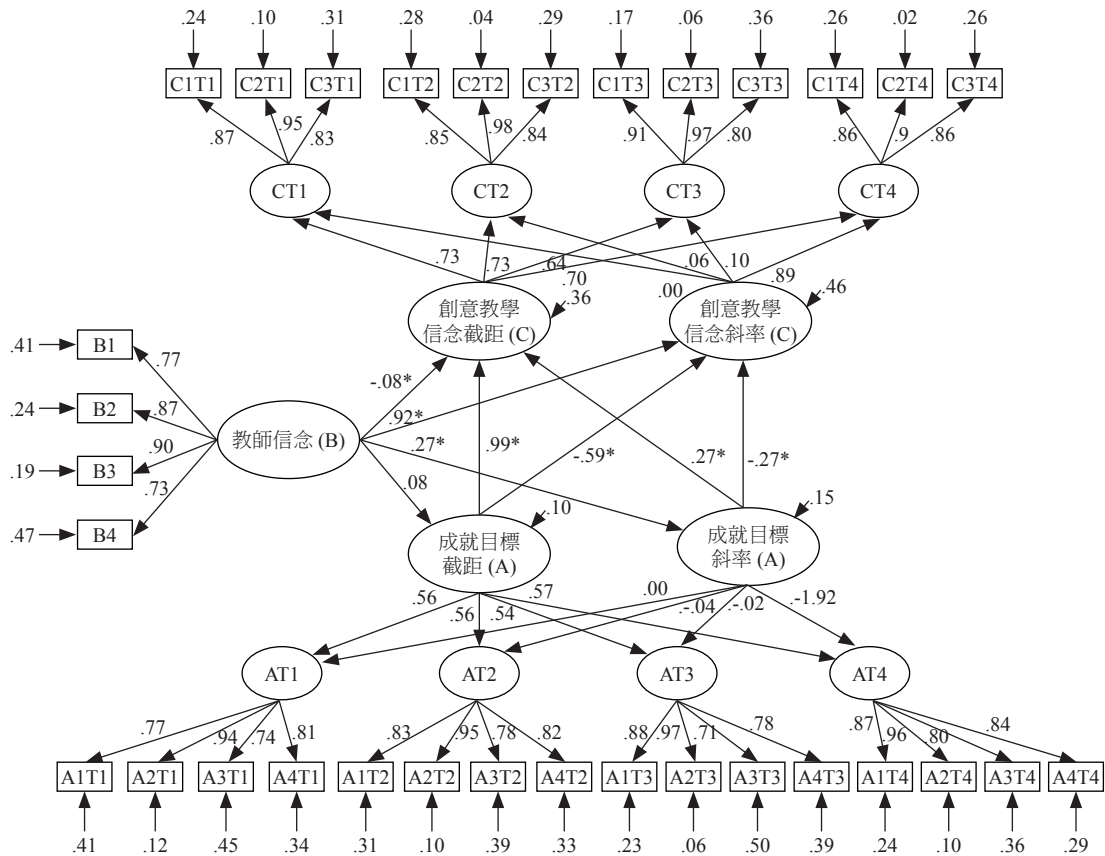 .24 .10 .31 .28 .04 .29 .17 .06 .36 .26 .02 .26
C1T1 C2T1 C3T1 C1T2 C2T2 C3T2 C1T3 C2T3 C3T3 C1T4 C2T4 C3T4
.87 .95 .83 .85 .98 .84 .91 .97 .80 .86 .9 .86
CT1 CT2 CT3 CT4
.73 .73 .64 .70 .06 .10 .89 .00
.36 .46
創意教學
信念截距 (C)
創意教學
信念斜率 (C)
.41 B1 .77
.24 B2 .87
.19 B3 .90
.47 B4 .73
教師信念 (B)
-.08*
.92*
.27*
.08
.99*
-.59*
.27*
-.27*
.10 .15
成就目標
截距 (A)
成就目標
斜率 (A)
.56 .56 .54 .57 .00 -.04 -.02 -1.92
AT1 AT2 AT3 AT4
.77 .94 .74 .81 .83 .95 .78 .82 .88 .97 .71 .78 .87 .96 .80 .84
A1T1 A2T1 A3T1 A4T1 A1T2 A2T2 A3T2 A4T2 A1T3 A2T3 A3T3 A4T3 A1T4 A2T4 A3T4 A4T4
.41 .12 .45 .34 .31 .10 .39 .33 .23 .06 .50 .39 .24 .10 .36 .29